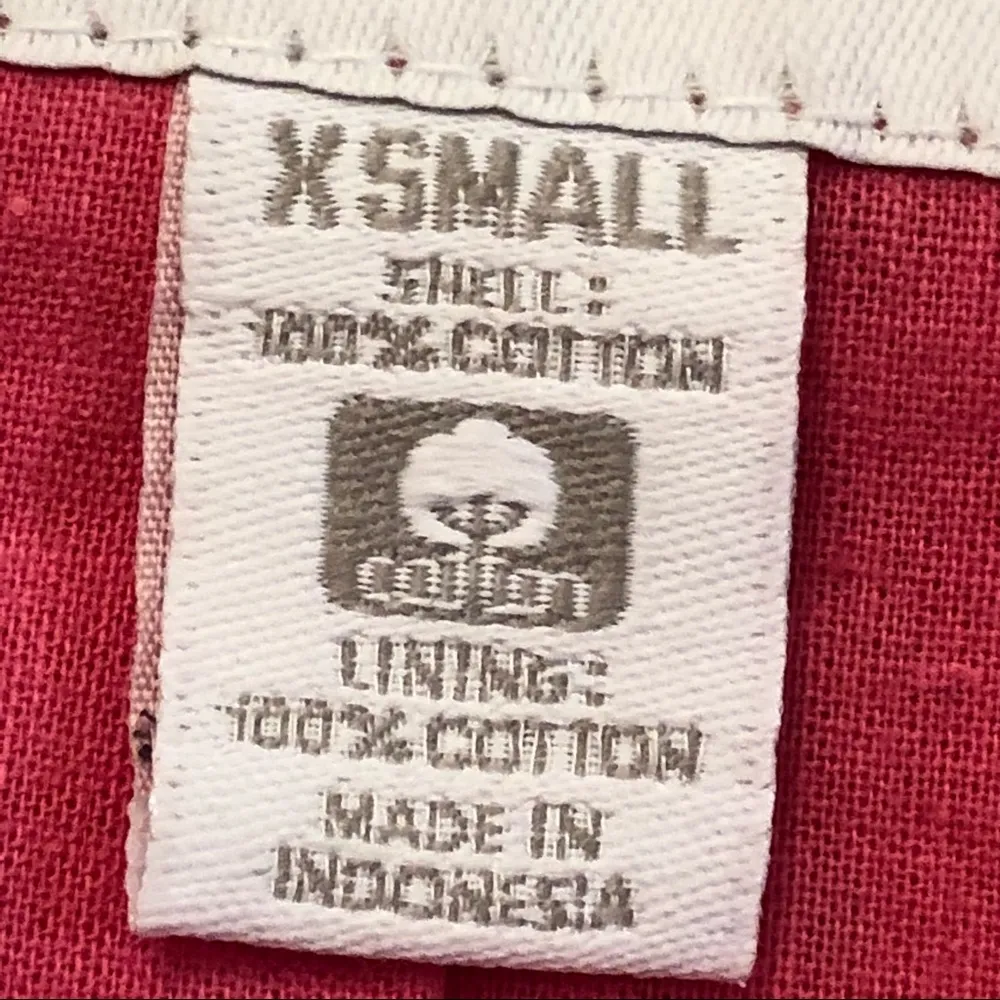 XSMALL
SHELL:
100% COTTON
cotton
LINING:
100% COTTON
MADE IN
INDONESIA